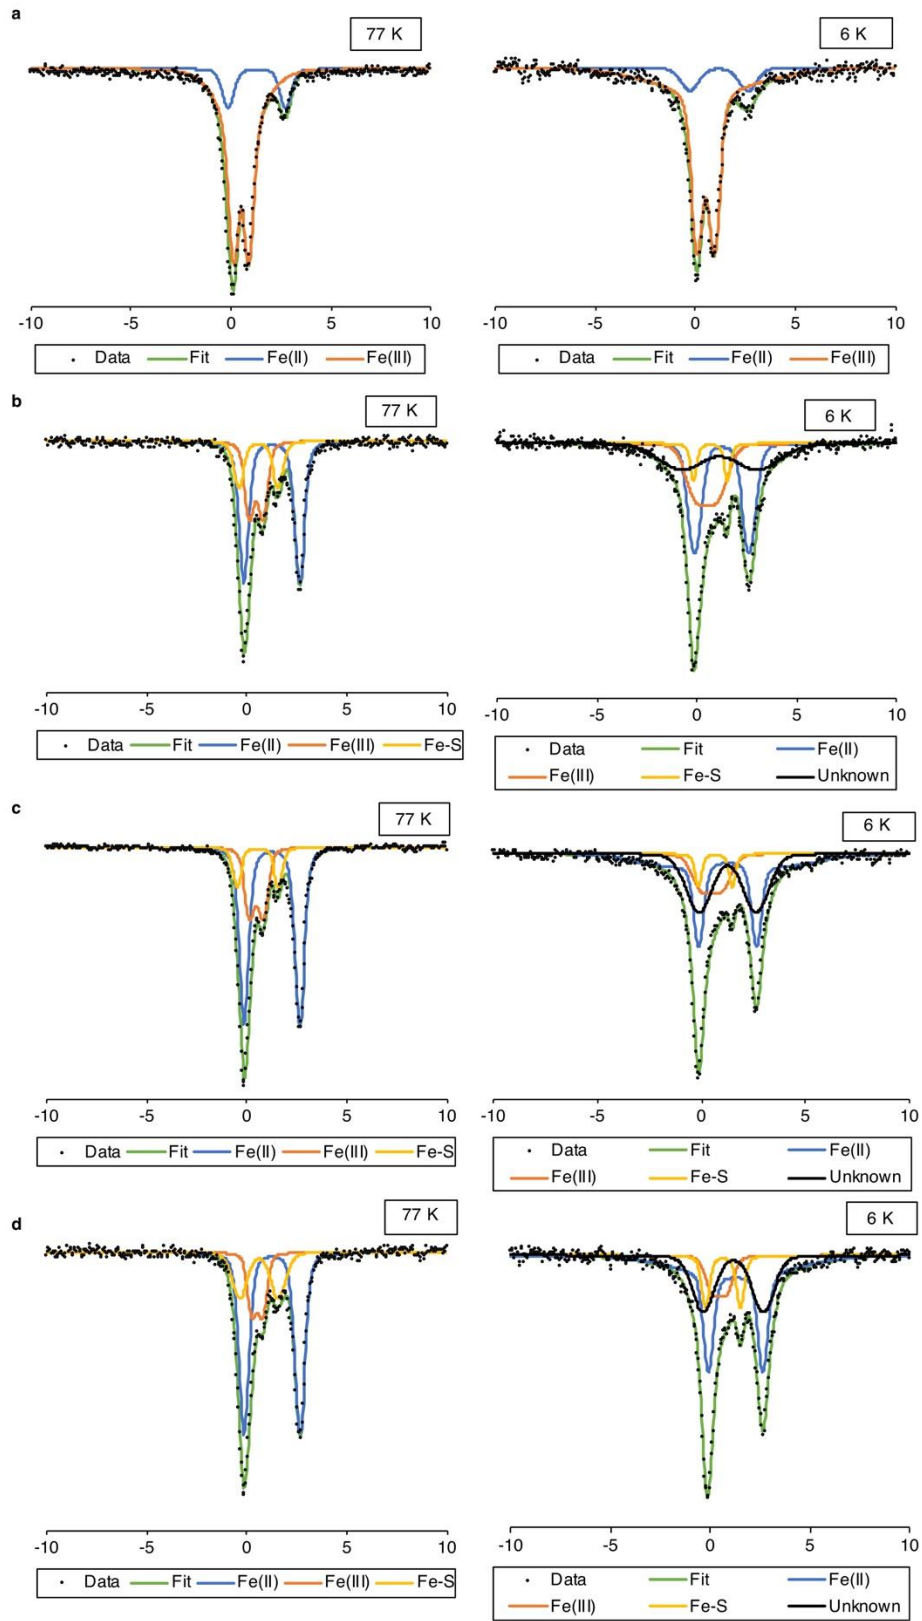 a
77 K
6 K
-10 -5 0 5 10
-10 -5 0 5 10
Data Fit Fe(II) Fe(III)
Data Fit Fe(II) Fe(III)
b
77 K
6 K
-10 -5 0 5 10
-10 -5 0 5 10
Data Fit Fe(II) Fe(III) Fe-S
Data Fit Fe(II)
Fe(III) Fe-S Unknown
c
77 K
6 K
-10 -5 0 5 10
-10 -5 0 5 10
Data Fit Fe(II) Fe(III) Fe-S
Data Fit Fe(II)
Fe(III) Fe-S Unknown
d
77 K
6 K
-10 -5 0 5 10
-10 -5 0 5 10
Data Fit Fe(II) Fe(III) Fe-S
Data Fit Fe(II)
Fe(III) Fe-S Unknown